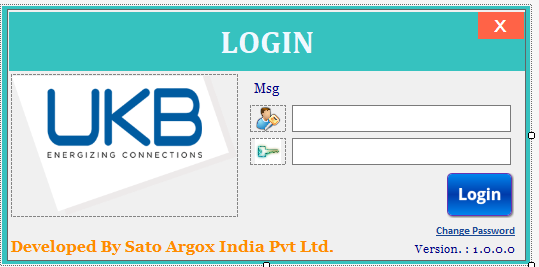 LOGIN
X
UKB
ENERGIZING CONNECTIONS
Msg
Login
Change Password
Developed By Sato Argox India Pvt Ltd.
Version. : 1.0.0.0